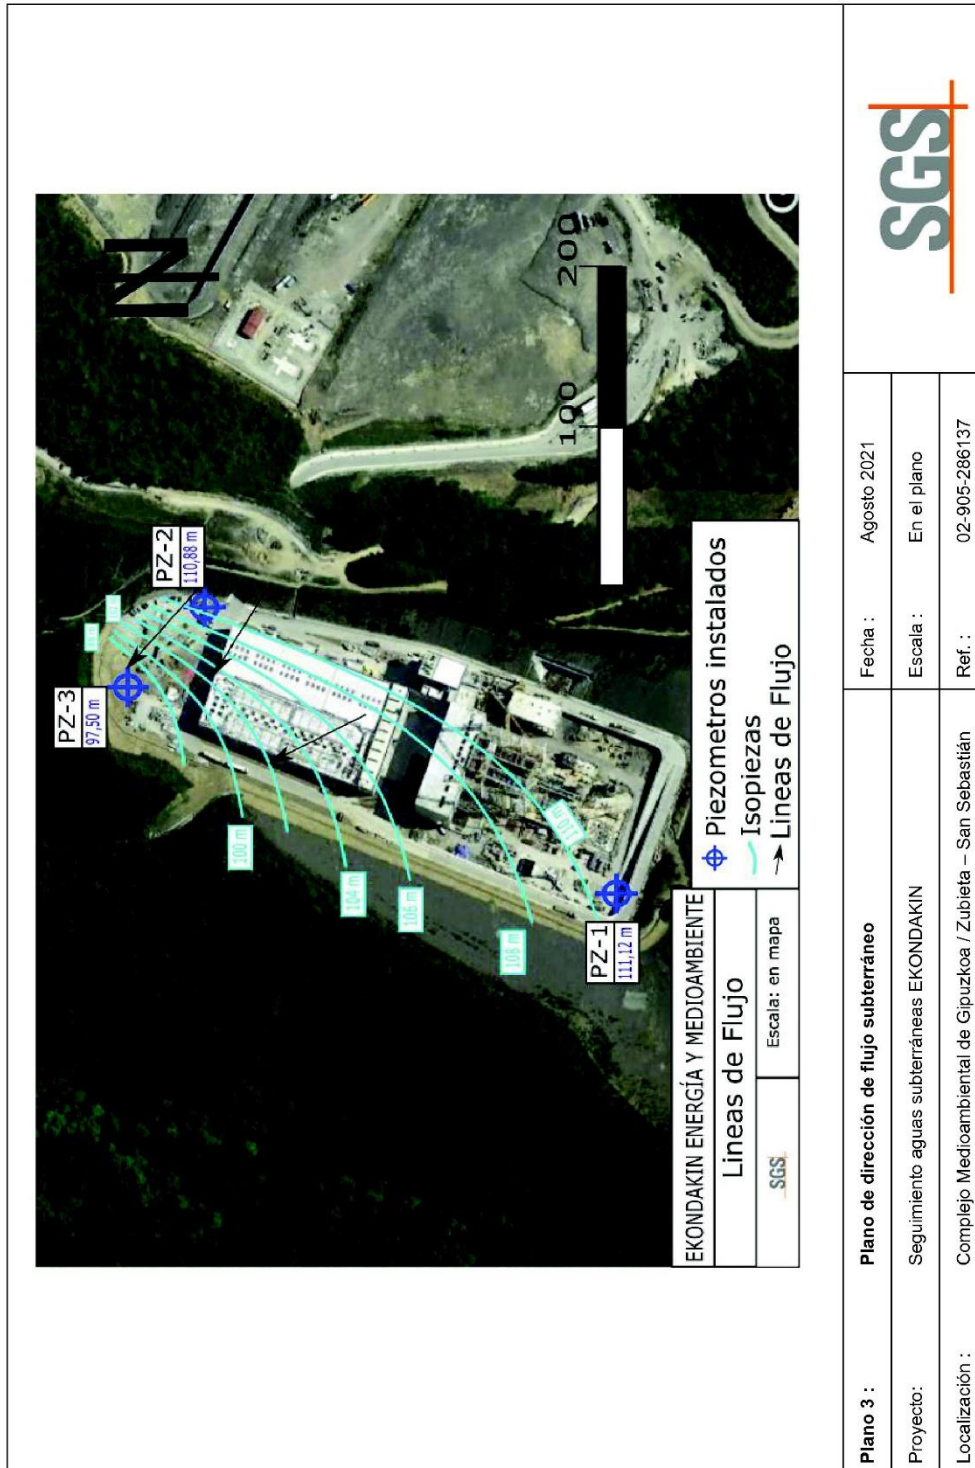 N
PZ-3
97,50 m
PZ-2
110,88 m
100 m
104 m
106 m
108 m
110 m
PZ-1
111,12 m
100
200
EKONDAKIN ENERGÍA Y MEDIOAMBIENTE
Lineas de Flujo
SGS
Escala: en mapa
Piezometros instalados
Isopiezas
Lineas de Flujo
Plano 3 :
Plano de dirección de flujo subterráneo
Fecha :
Agosto 2021
Proyecto:
Seguimiento aguas subterráneas EKONDAKIN
Escala :
En el plano
Localización :
Complejo Medioambiental de Gipuzkoa / Zubieta – San Sebastián
Ref. :
02-905-286137
SGS